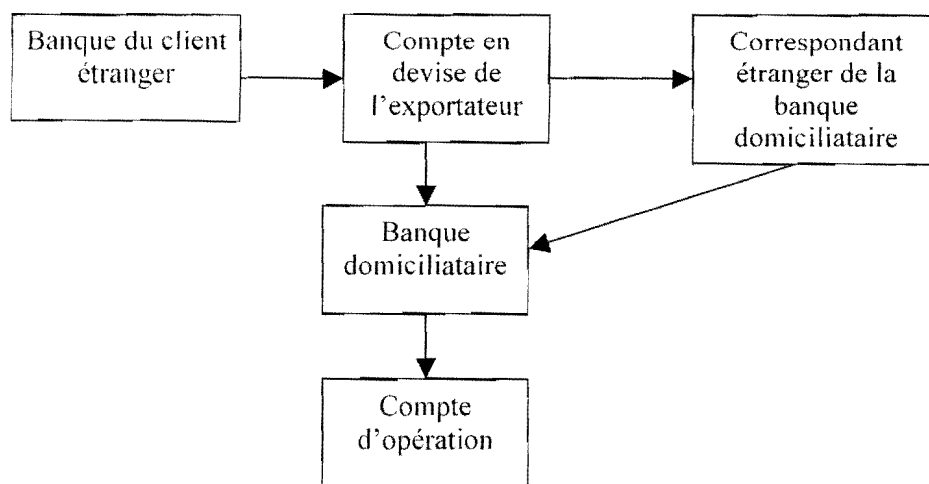 Banque du client
étranger
Compte en
devise de
l'exportateur
Correspondant
étranger de la
banque
domiciliataire
Banque
domiciliataire
Compte
d'opération